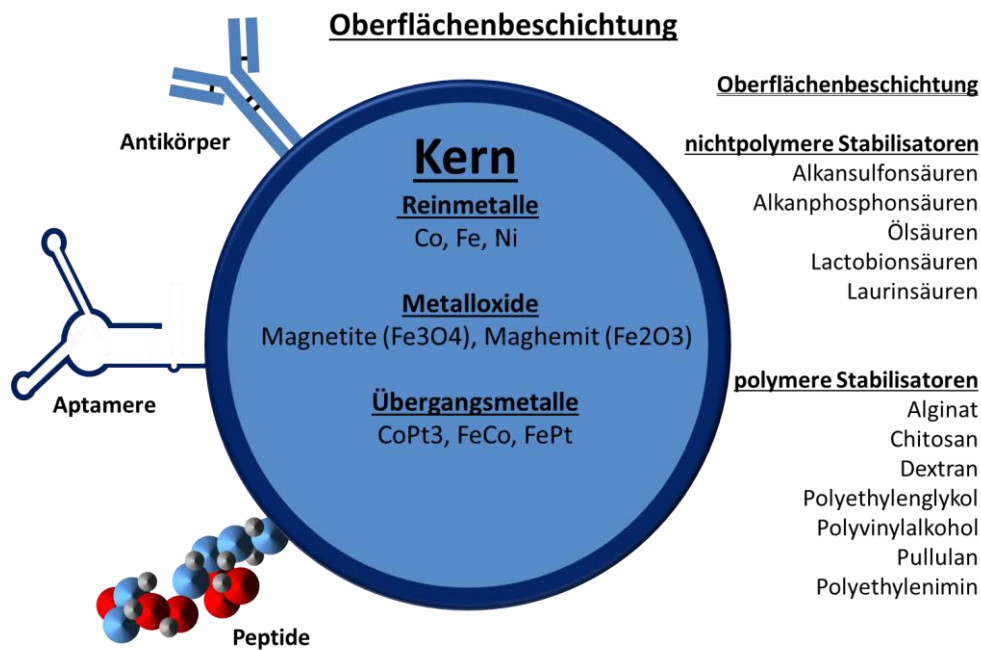 Oberflächenbeschichtung
Antikörper
Aptamere
Peptide
Kern
Reinmetalle
Co, Fe, Ni
Metalloxide
Magnetite (Fe3O4), Maghemit (Fe2O3)
Übergangsmetalle
CoPt3, FeCo, FePt
Oberflächenbeschichtung
nichtpolymere Stabilisatoren
Alkansulfonsäuren
Alkanphosphonsäuren
Ölsäuren
Lactobionsäuren
Laurinsäuren
polymere Stabilisatoren
Alginat
Chitosan
Dextran
Polyethylenglykol
Polyvinylalkohol
Pullulan
Polyethylenimin